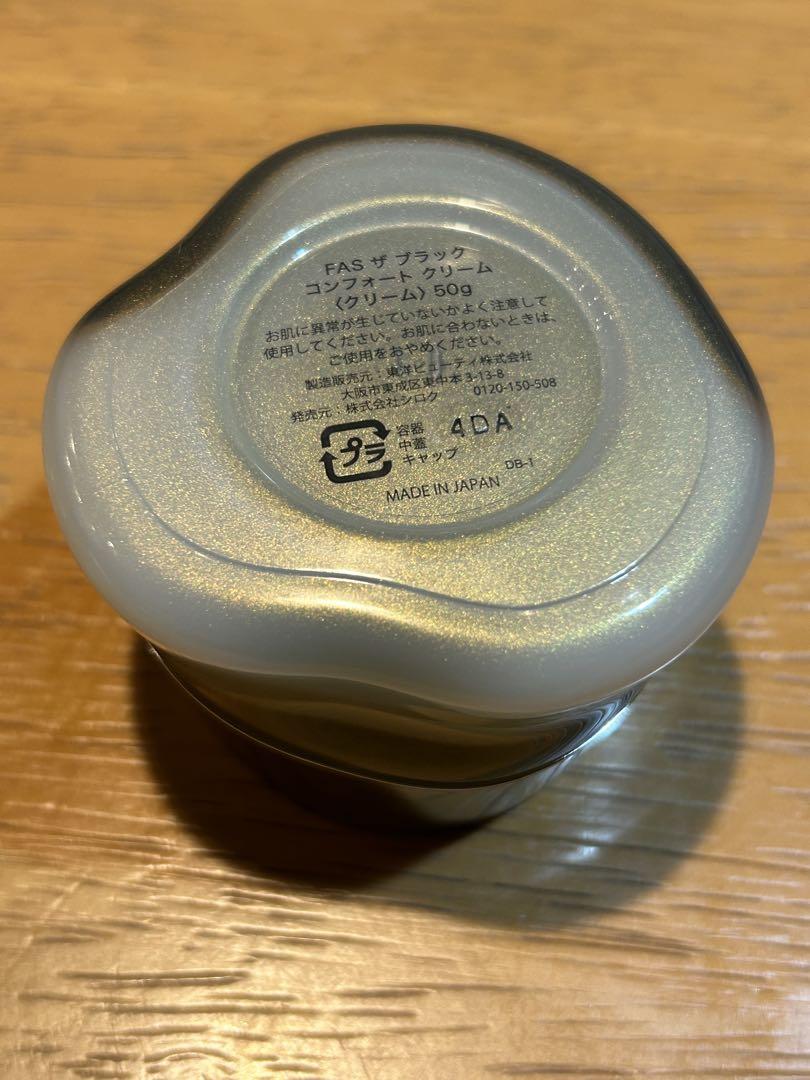 FAS ザ ブラック
コンフォート クリーム
〈クリーム〉50g
お肌に異常が生じていないかよく注意して
使用してください。お肌に合わないときは、
ご使用をおやめください。
製造販売元：東洋ビューティ株式会社
大阪市東成区東中本3-13-8
発売元：株式会社シロク 0120-150-508
プラ
容器
中蓋
キャップ
4DA
DB-1
MADE IN JAPAN